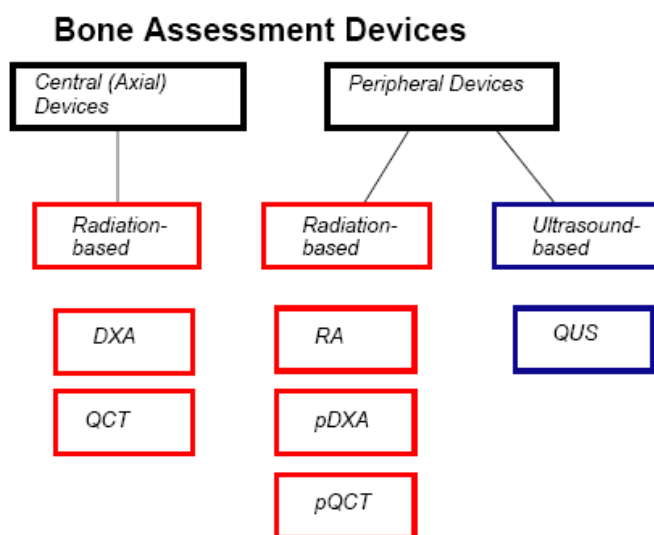 Bone Assessment Devices
Central (Axial)
Devices
Peripheral Devices
Radiation-
based
Radiation-
based
Ultrasound-
based
DXA
RA
QUS
QCT
pDXA
pQCT